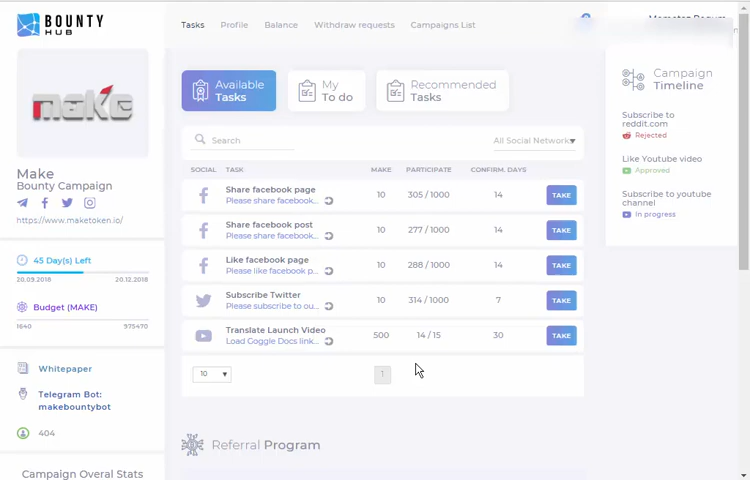 BOUNTY
HUB
Tasks Profile Balance Withdraw requests Campaigns List
make
Make
Bounty Campaign
https://www.maketoken.io/
45 Day(s) Left
20.09.2018 20.12.2018
Budget (MAKE)
1640 975470
Whitepaper
Telegram Bot:
makebountybot
404
Campaign Overal Stats
Available
Tasks
My
To do
Recommended
Tasks
Search All Social Network
SOCIAL TASK MAKE PARTICIPATE CONFIRM. DAYS
Share facebook page 10 305 / 1000 14 TAKE
Please share facebook...
Share facebook post 10 277 / 1000 14 TAKE
Please share facebook...
Like facebook page 10 288 / 1000 14 TAKE
Please like facebook p...
Subscribe Twitter 10 314 / 1000 7 TAKE
Please subscribe to ou...
Translate Launch Video 500 14 / 15 30 TAKE
Load Goggle Docs link...
10 1
Referral Program
Campaign
Timeline
Subscribe to
reddit.com
Rejected
Like Youtube video
Approved
Subscribe to youtube
channel
In progress